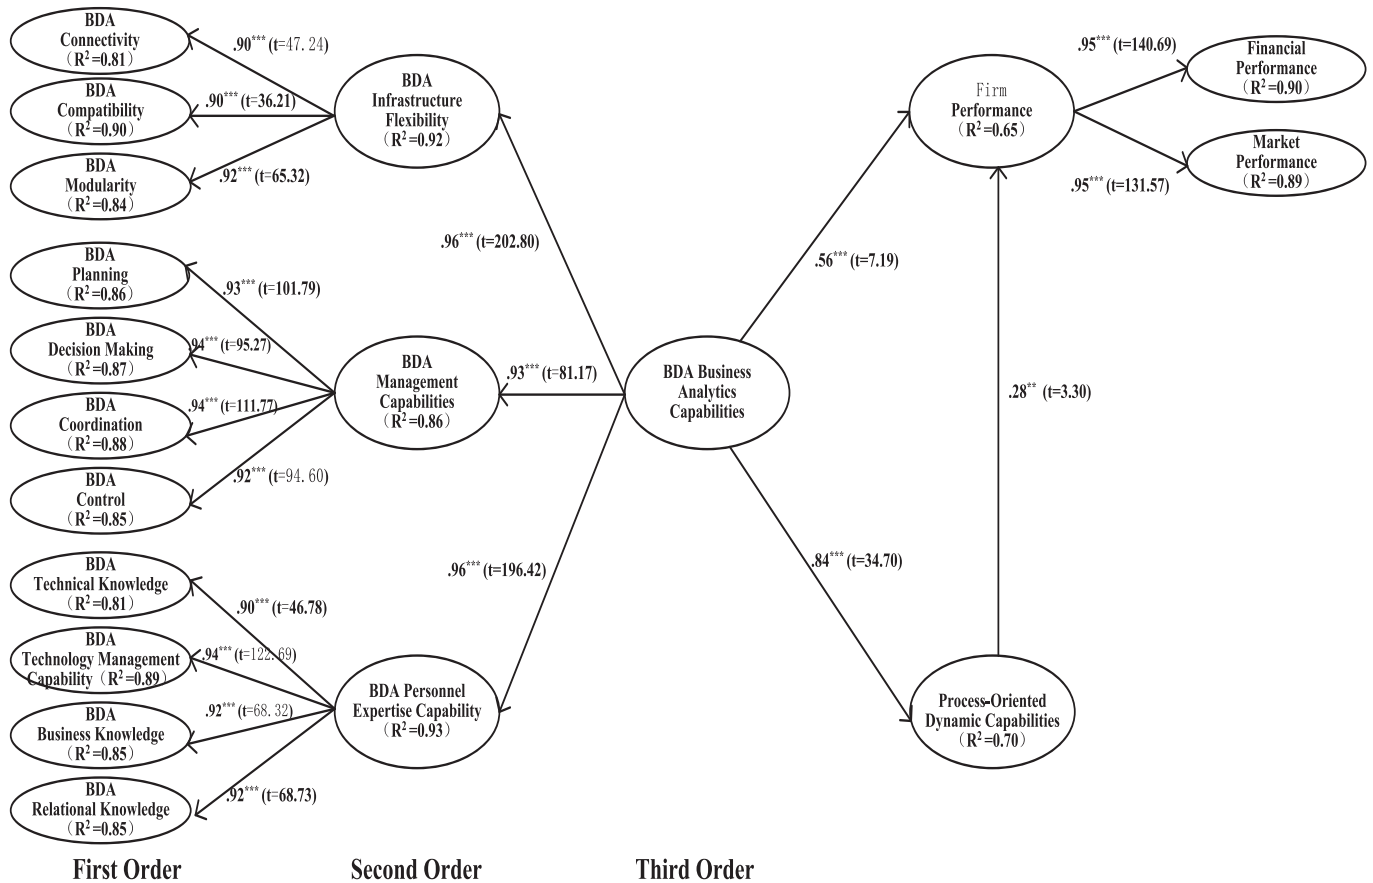 BDA
Connectivity
（R²=0.81）
BDA
Compatibility
（R²=0.90）
BDA
Modularity
（R²=0.84）
.90*** (t=47.24)
.90*** (t=36.21)
.92*** (t=65.32)
BDA
Infrastructure
Flexibility
（R²=0.92）
BDA
Planning
（R²=0.86）
BDA
Decision Making
（R²=0.87）
BDA
Coordination
（R²=0.88）
BDA
Control
（R²=0.85）
.93*** (t=101.79)
.94*** (t=95.27)
.94*** (t=111.77)
.92*** (t=94.60)
BDA
Management
Capabilities
（R²=0.86）
BDA
Technical Knowledge
（R²=0.81）
BDA
Technology Management
Capability（R²=0.89）
BDA
Business Knowledge
（R²=0.85）
BDA
Relational Knowledge
（R²=0.85）
.90*** (t=46.78)
.94*** (t=122.69)
.92*** (t=68.32)
.92*** (t=68.73)
BDA Personnel
Expertise Capability
（R²=0.93）
.96*** (t=202.80)
.93*** (t=81.17)
.96*** (t=196.42)
BDA Business
Analytics
Capabilities
.56*** (t=7.19)
.84*** (t=34.70)
.28** (t=3.30)
Firm
Performance
（R²=0.65）
Process-Oriented
Dynamic Capabilities
（R²=0.70）
.95*** (t=140.69)
.95*** (t=131.57)
Financial
Performance
（R²=0.90）
Market
Performance
（R²=0.89）
First Order
Second Order
Third Order